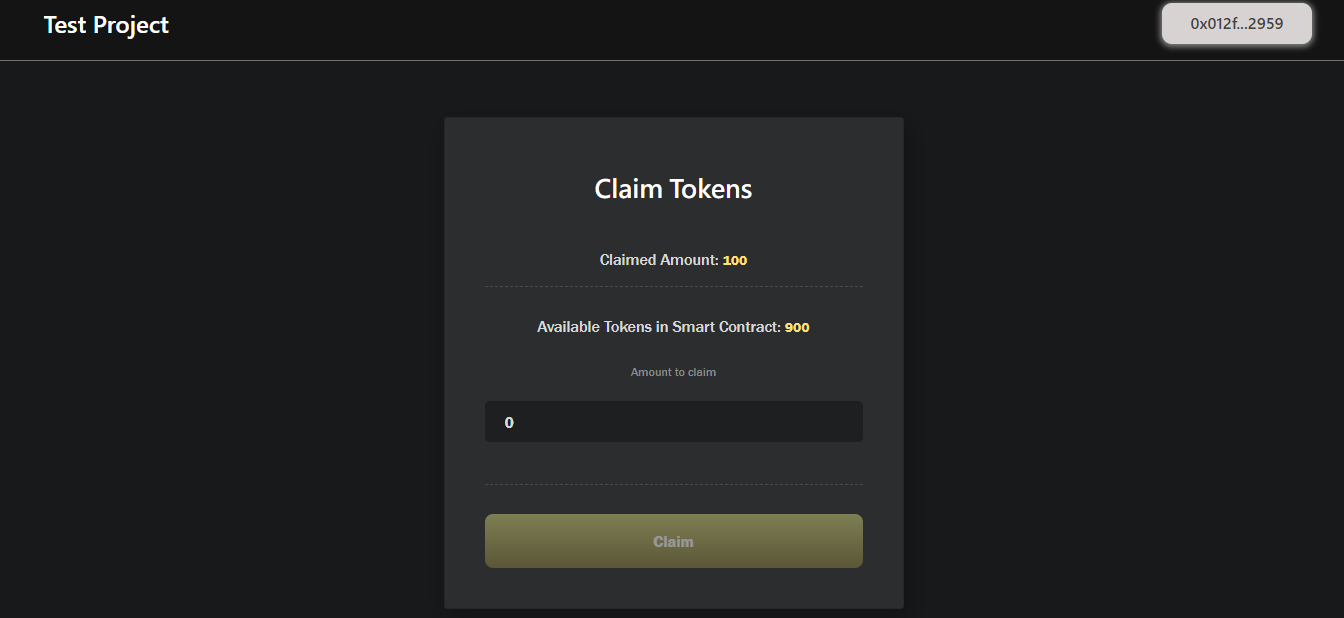 Test Project
0x012f...2959
Claim Tokens
Claimed Amount: 100
Available Tokens in Smart Contract: 900
Amount to claim
0
Claim